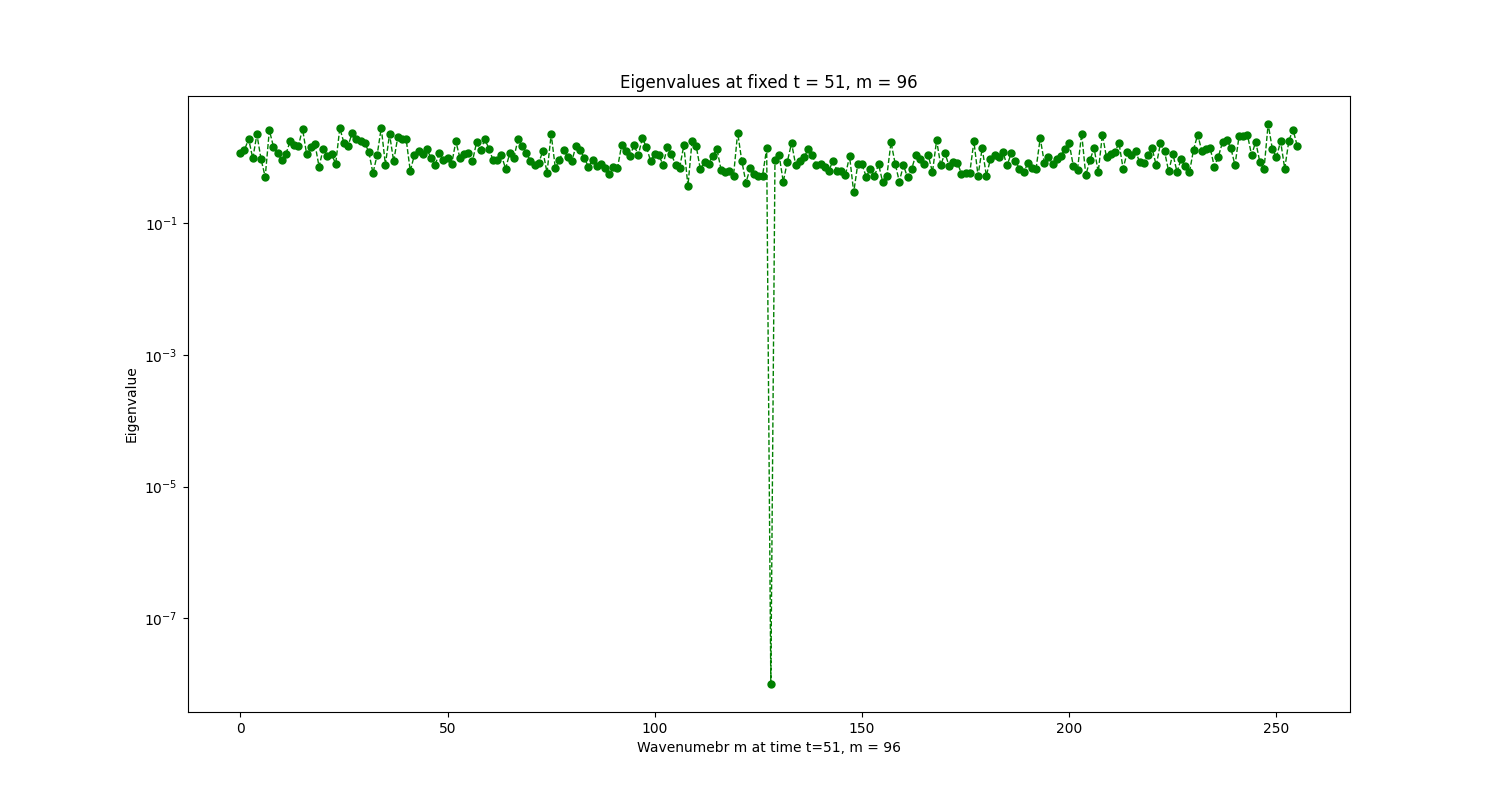 Eigenvalues at fixed t = 51, m = 96
Eigenvalue
10⁻¹
10⁻³
10⁻⁵
10⁻⁷
0 50 100 150 200 250
Wavenumebr m at time t=51, m = 96